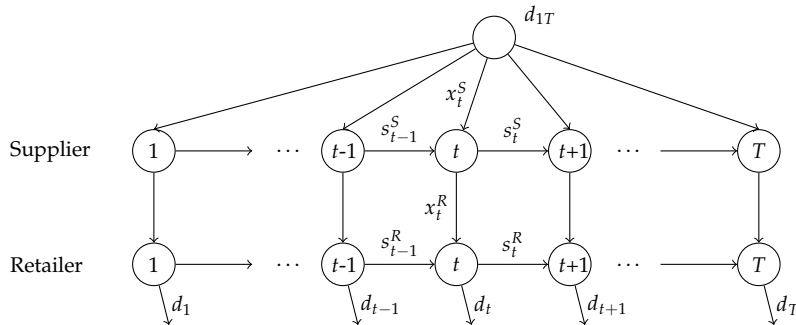 d_{1T}
x_t^S
Supplier 1 ... t-1 s_{t-1}^S t s_t^S t+1 ... T
x_t^R
Retailer 1 ... t-1 s_{t-1}^R t s_t^R t+1 ... T
d_1 d_{t-1} d_t d_{t+1} d_T